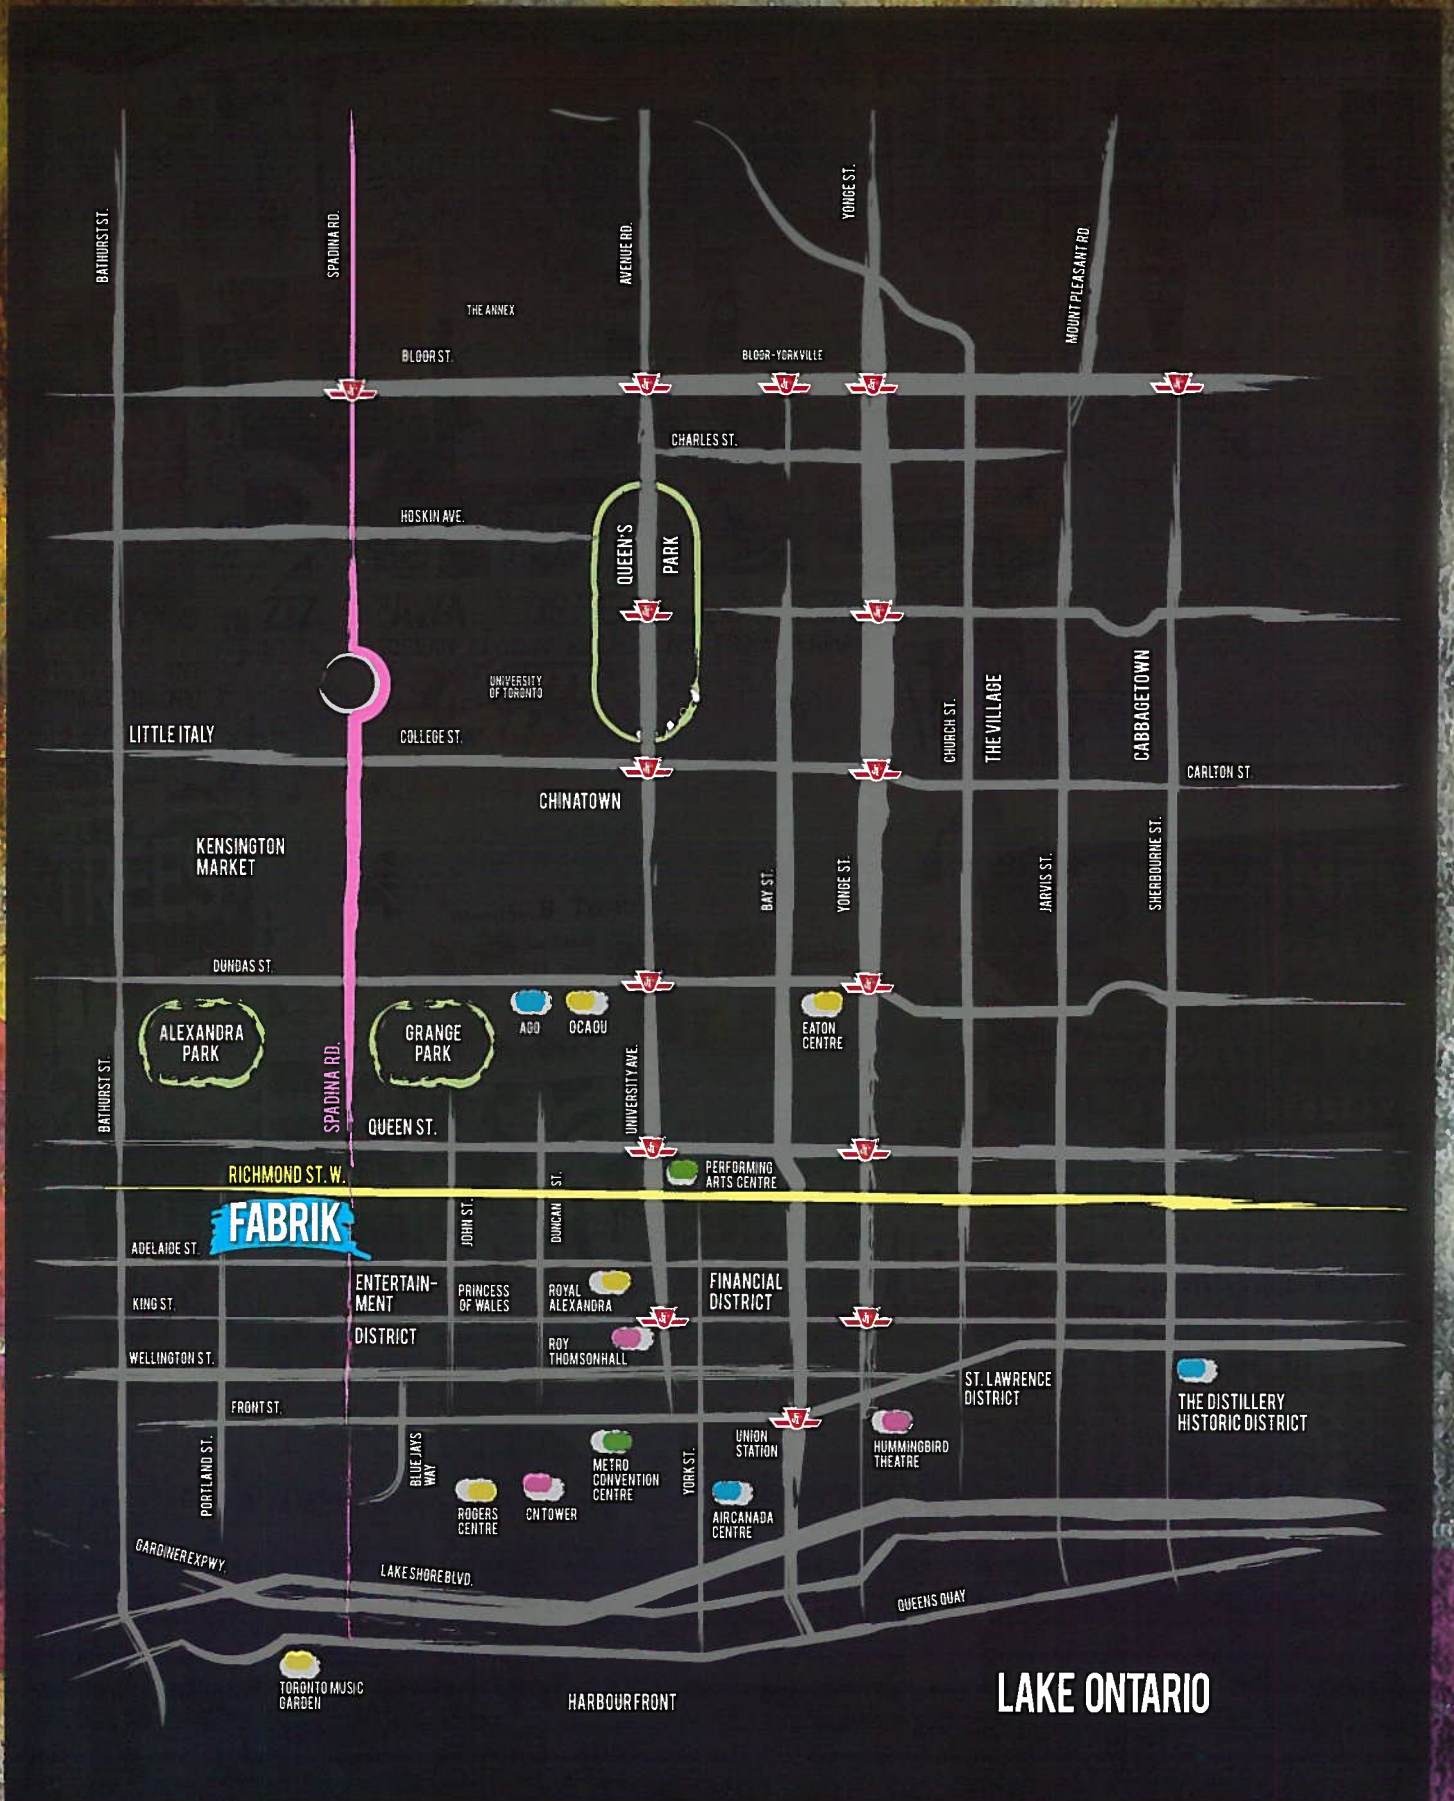 BATHURST ST.
SPADINA RD.
AVENUE RD.
YONGE ST.
MOUNT PLEASANT RD.
THE ANNEX
BLOOR ST.
BLOOR-YORKVILLE
CHARLES ST.
HOSKIN AVE.
QUEEN'S
PARK
UNIVERSITY
OF TORONTO
LITTLE ITALY
COLLEGE ST.
CHURCH ST.
THE VILLAGE
CABBAGETOWN
CARLTON ST.
CHINATOWN
KENSINGTON
MARKET
BAY ST.
YONGE ST.
JARVIS ST.
SHERBOURNE ST.
DUNDAS ST.
ALEXANDRA
PARK
GRANGE
PARK
AGO
OCADU
EATON
CENTRE
BATHURST ST.
SPADINA RD.
UNIVERSITY AVE.
QUEEN ST.
RICHMOND ST. W.
PERFORMING
ARTS CENTRE
FABRIK
JOHN ST.
DUNCAN ST.
ADELAIDE ST.
ENTERTAIN-
MENT
DISTRICT
PRINCESS
OF WALES
ROYAL
ALEXANDRA
FINANCIAL
DISTRICT
KING ST.
ROY
THOMSON HALL
WELLINGTON ST.
ST. LAWRENCE
DISTRICT
THE DISTILLERY
HISTORIC DISTRICT
FRONT ST.
PORTLAND ST.
BLUE JAYS
WAY
UNION
STATION
HUMMINGBIRD
THEATRE
METRO
CONVENTION
CENTRE
YORK ST.
ROGERS
CENTRE
CN TOWER
AIR CANADA
CENTRE
GARDINER EXPWY.
LAKE SHORE BLVD.
QUEENS QUAY
TORONTO MUSIC
GARDEN
HARBOURFRONT
LAKE ONTARIO